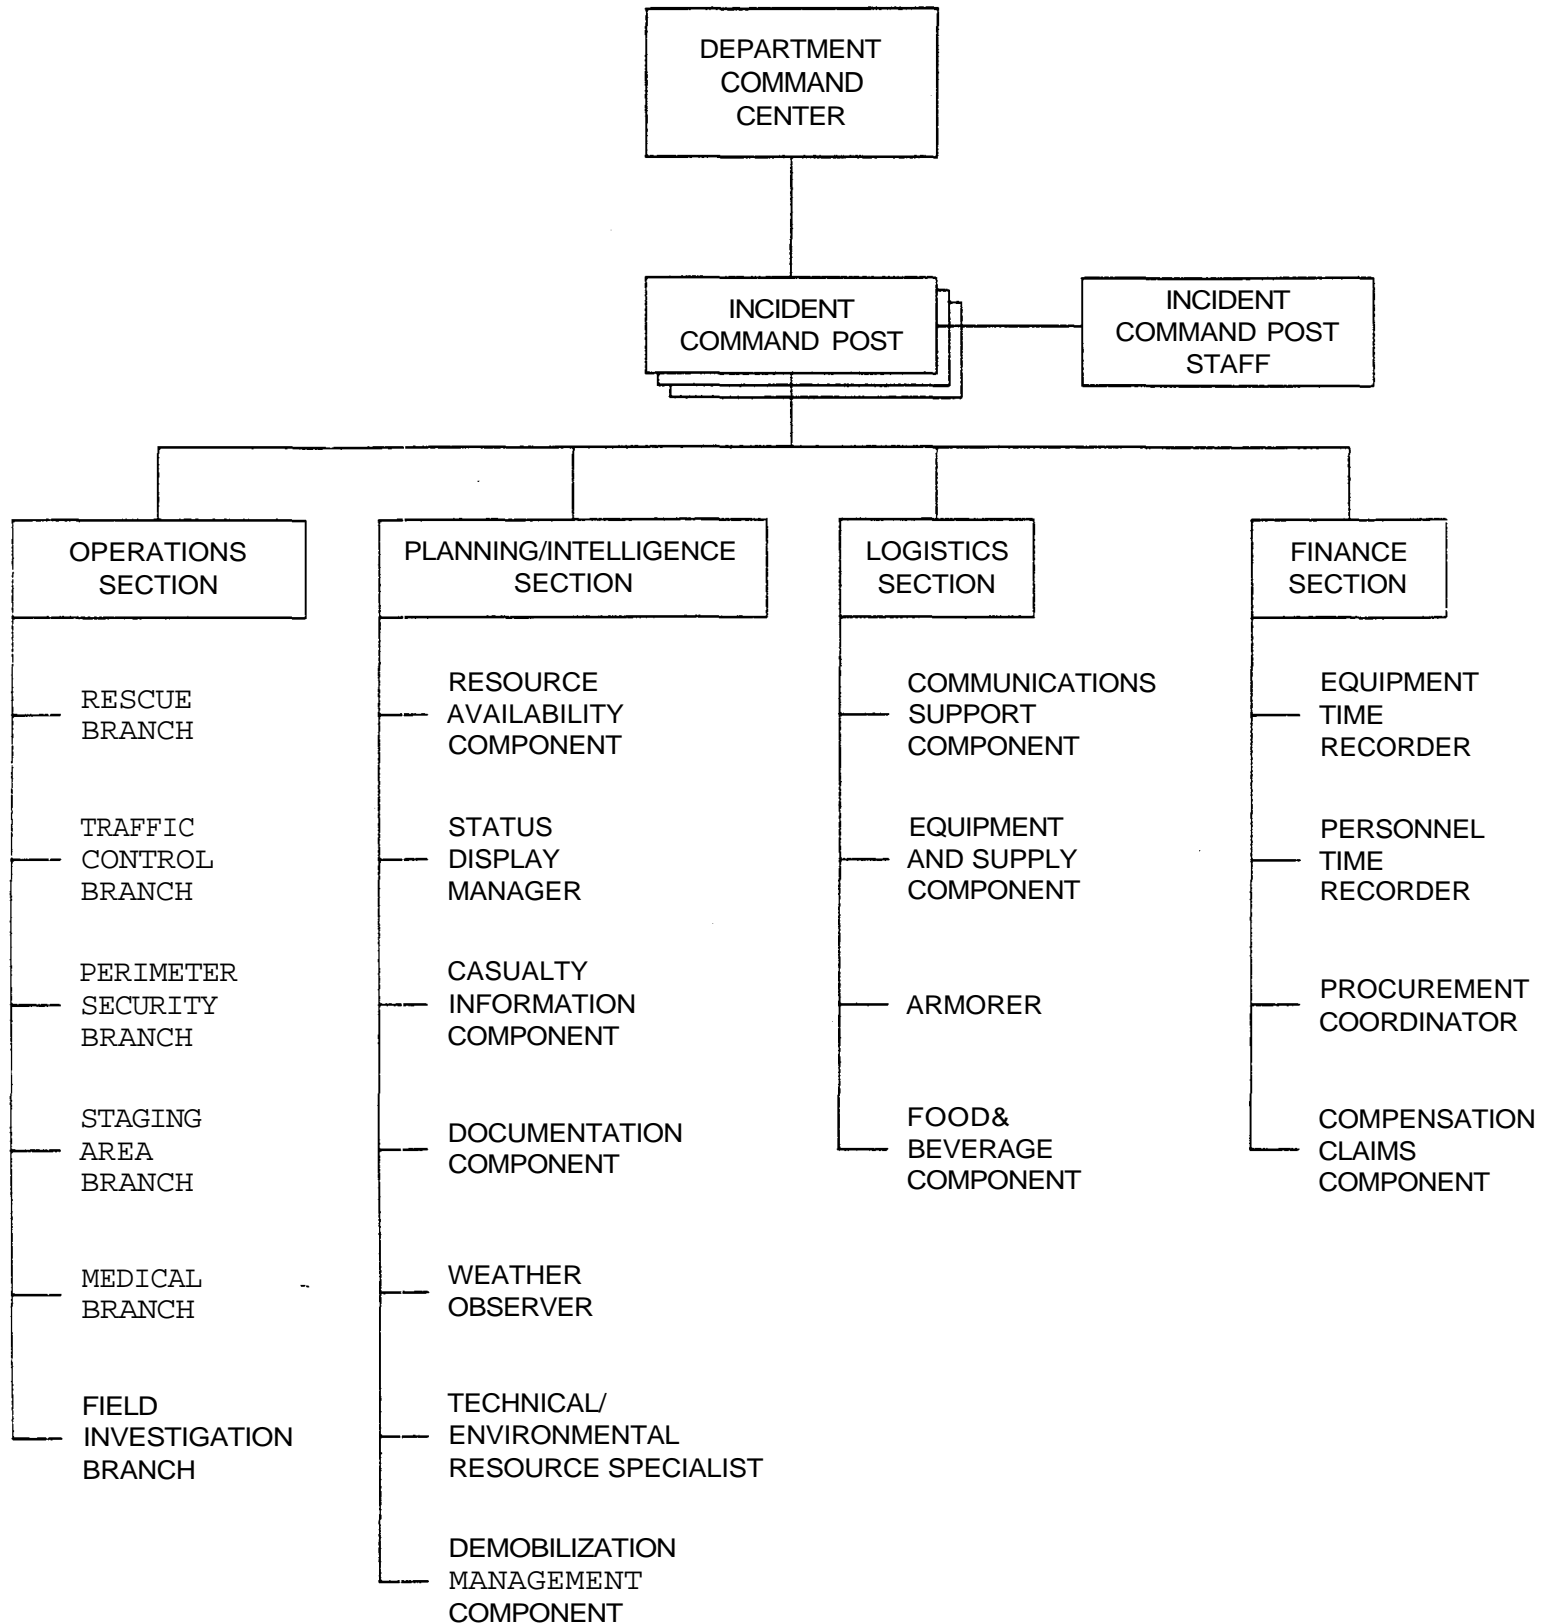 DEPARTMENT
COMMAND
CENTER
INCIDENT
COMMAND POST
INCIDENT
COMMAND POST
STAFF
OPERATIONS
SECTION
RESCUE
BRANCH
TRAFFIC
CONTROL
BRANCH
PERIMETER
SECURITY
BRANCH
STAGING
AREA
BRANCH
MEDICAL
BRANCH
FIELD
INVESTIGATION
BRANCH
PLANNING/INTELLIGENCE
SECTION
RESOURCE
AVAILABILITY
COMPONENT
STATUS
DISPLAY
MANAGER
CASUALTY
INFORMATION
COMPONENT
DOCUMENTATION
COMPONENT
WEATHER
OBSERVER
TECHNICAL/
ENVIRONMENTAL
RESOURCE SPECIALIST
DEMOBILIZATION
MANAGEMENT
COMPONENT
LOGISTICS
SECTION
COMMUNICATIONS
SUPPORT
COMPONENT
EQUIPMENT
AND SUPPLY
COMPONENT
ARMORER
FOOD&
BEVERAGE
COMPONENT
FINANCE
SECTION
EQUIPMENT
TIME
RECORDER
PERSONNEL
TIME
RECORDER
PROCUREMENT
COORDINATOR
COMPENSATION
CLAIMS
COMPONENT